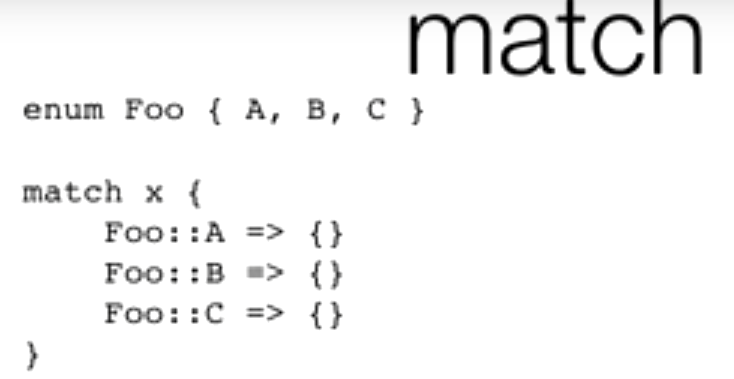 match
enum Foo { A, B, C }
match x {
Foo::A => {}
Foo::B => {}
Foo::C => {}
}